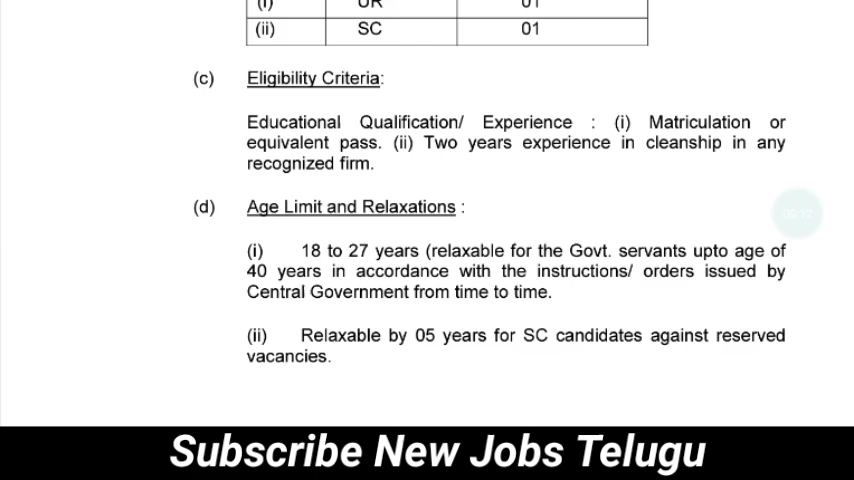 (i) UR 01
(ii) SC 01
(c) Eligibility Criteria:
Educational Qualification/ Experience : (i) Matriculation or
equivalent pass. (ii) Two years experience in cleanship in any
recognized firm.
(d) Age Limit and Relaxations :
(i) 18 to 27 years (relaxable for the Govt. servants upto age of
40 years in accordance with the instructions/ orders issued by
Central Government from time to time.
(ii) Relaxable by 05 years for SC candidates against reserved
vacancies.
Subscribe New Jobs Telugu